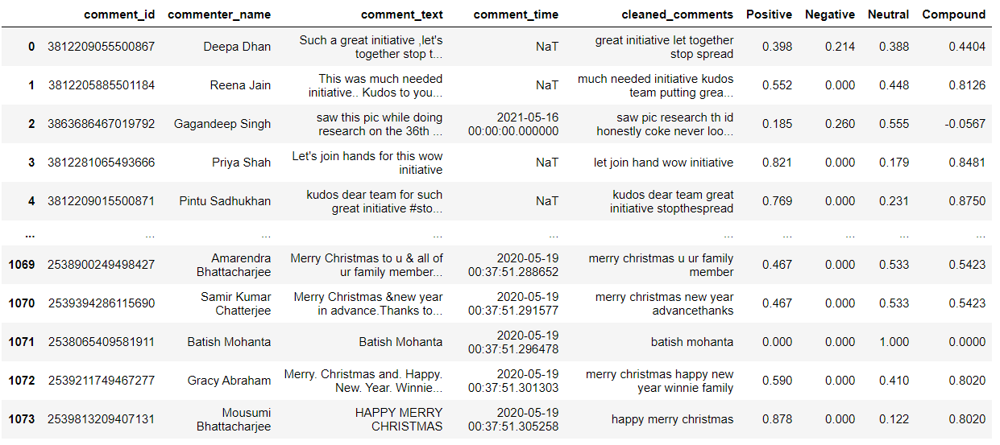 comment_id commenter_name comment_text comment_time cleaned_comments Positive Negative Neutral Compound
0 3812209055500867 Deepa Dhan Such a great initiative ,let's together stop t... NaT great initiative let together stop spread 0.398 0.214 0.388 0.4404
1 3812205885501184 Reena Jain This was much needed initiative.. Kudos to you... NaT much needed initiative kudos team putting grea... 0.552 0.000 0.448 0.8126
2 3863686467019792 Gagandeep Singh saw this pic while doing research on the 36th ... 2021-05-16 00:00:00.000000 saw pic research th id honestly coke never loo... 0.185 0.260 0.555 -0.0567
3 3812281065493666 Priya Shah Let's join hands for this wow initiative NaT let join hand wow initiative 0.821 0.000 0.179 0.8481
4 3812209015500871 Pintu Sadhukhan kudos dear team for such great initiative #sto... NaT kudos dear team great initiative stopthespread 0.769 0.000 0.231 0.8750
... ... ... ... ... ... ... ... ... ...
1069 2538900249498427 Amarendra Bhattacharjee Merry Christmas to u & all of ur family member... 2020-05-19 00:37:51.288652 merry christmas u ur family member 0.467 0.000 0.533 0.5423
1070 2539394286115690 Samir Kumar Chatterjee Merry Christmas &new year in advance.Thanks to... 2020-05-19 00:37:51.291577 merry christmas new year advancethanks 0.467 0.000 0.533 0.5423
1071 2538065409581911 Batish Mohanta Batish Mohanta 2020-05-19 00:37:51.296478 batish mohanta 0.000 0.000 1.000 0.0000
1072 2539211749467277 Gracy Abraham Merry. Christmas and. Happy. New. Year. Winnie... 2020-05-19 00:37:51.301303 merry christmas happy new year winnie family 0.590 0.000 0.410 0.8020
1073 2539813209407131 Mousumi Bhattacharjee HAPPY MERRY CHRISTMAS 2020-05-19 00:37:51.305258 happy merry christmas 0.878 0.000 0.122 0.8020